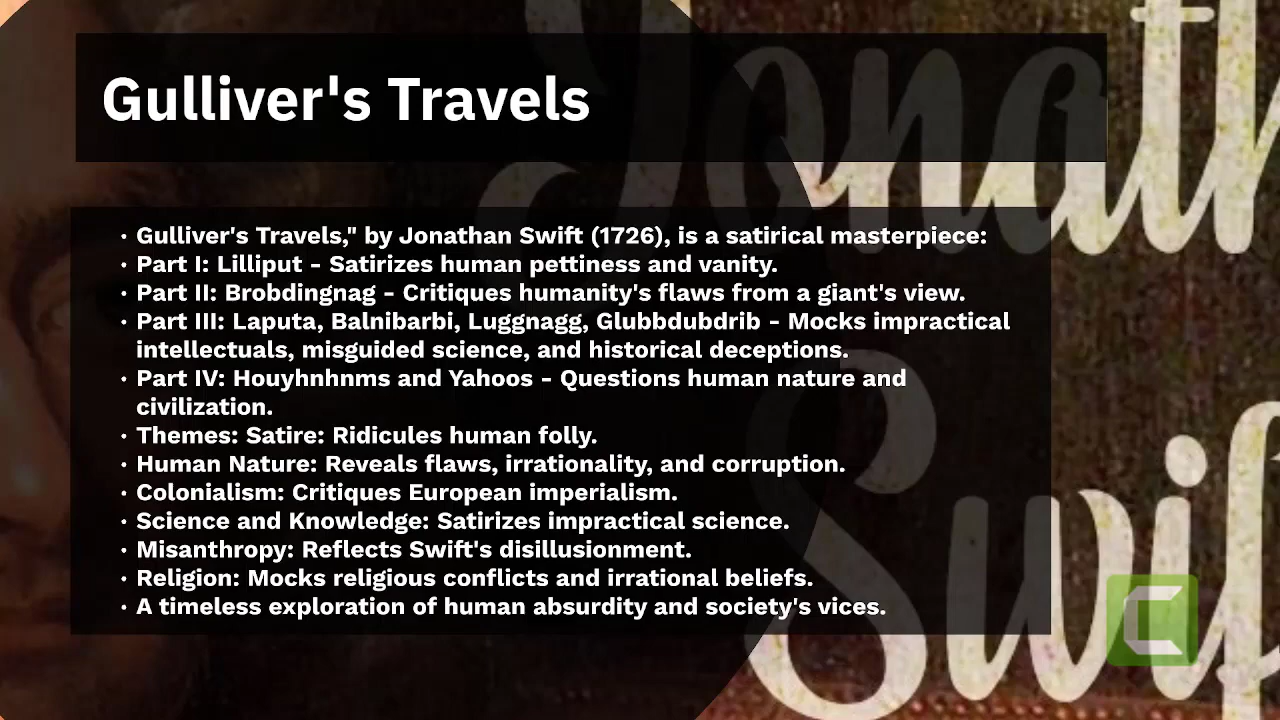 Gulliver's Travels
• Gulliver's Travels," by Jonathan Swift (1726), is a satirical masterpiece:
• Part I: Lilliput - Satirizes human pettiness and vanity.
• Part II: Brobdingnag - Critiques humanity's flaws from a giant's view.
• Part III: Laputa, Balnibarbi, Luggnagg, Glubbdubdrib - Mocks impractical
intellectuals, misguided science, and historical deceptions.
• Part IV: Houyhnhnms and Yahoos - Questions human nature and
civilization.
• Themes: Satire: Ridicules human folly.
• Human Nature: Reveals flaws, irrationality, and corruption.
• Colonialism: Critiques European imperialism.
• Science and Knowledge: Satirizes impractical science.
• Misanthropy: Reflects Swift's disillusionment.
• Religion: Mocks religious conflicts and irrational beliefs.
• A timeless exploration of human absurdity and society's vices.
Jonath
Swif